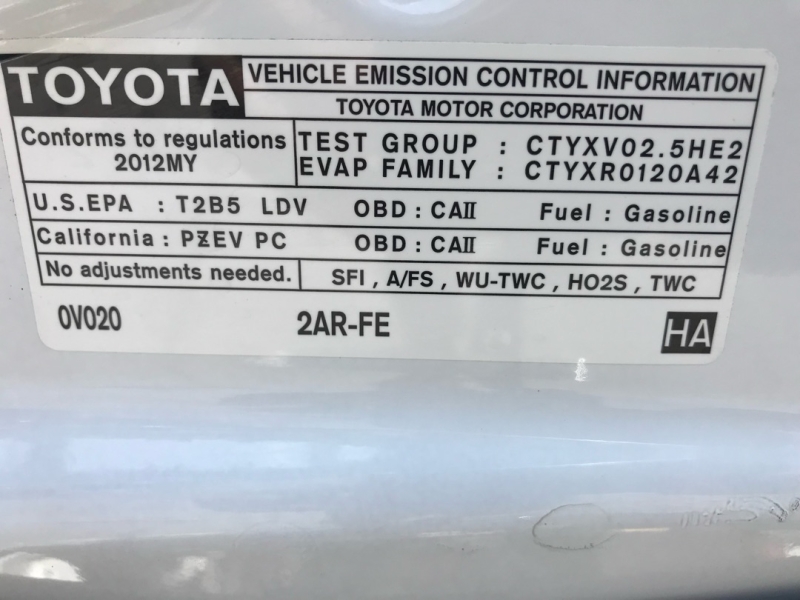 TOYOTA VEHICLE EMISSION CONTROL INFORMATION
TOYOTA MOTOR CORPORATION
Conforms to regulations
2012MY
TEST GROUP : CTYXV02.5HE2
EVAP FAMILY : CTYXR0120A42
U.S.EPA : T2B5 LDV OBD : CAII Fuel : Gasoline
California : PZEV PC OBD : CAII Fuel : Gasoline
No adjustments needed. SFI , A/FS , WU-TWC , HO2S , TWC
0V020 2AR-FE HA